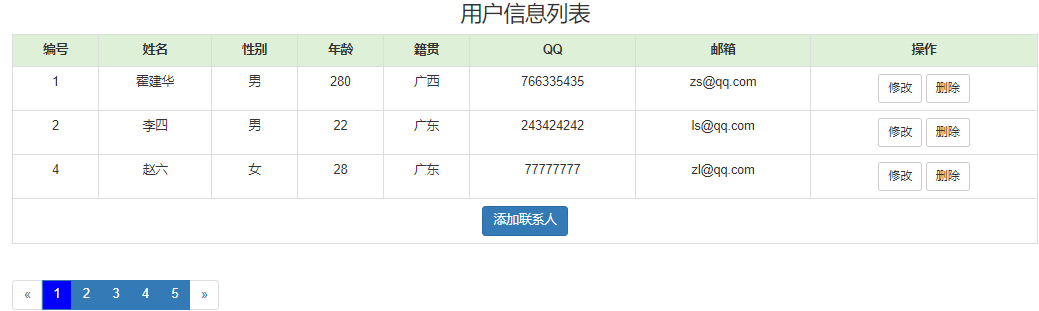 用户信息列表
编号 姓名 性别 年龄 籍贯 QQ 邮箱 操作
1 霍建华 男 280 广西 766335435 zs@qq.com 修改 删除
2 李四 男 22 广东 243424242 ls@qq.com 修改 删除
4 赵六 女 28 广东 77777777 zl@qq.com 修改 删除
添加联系人
« 1 2 3 4 5 »